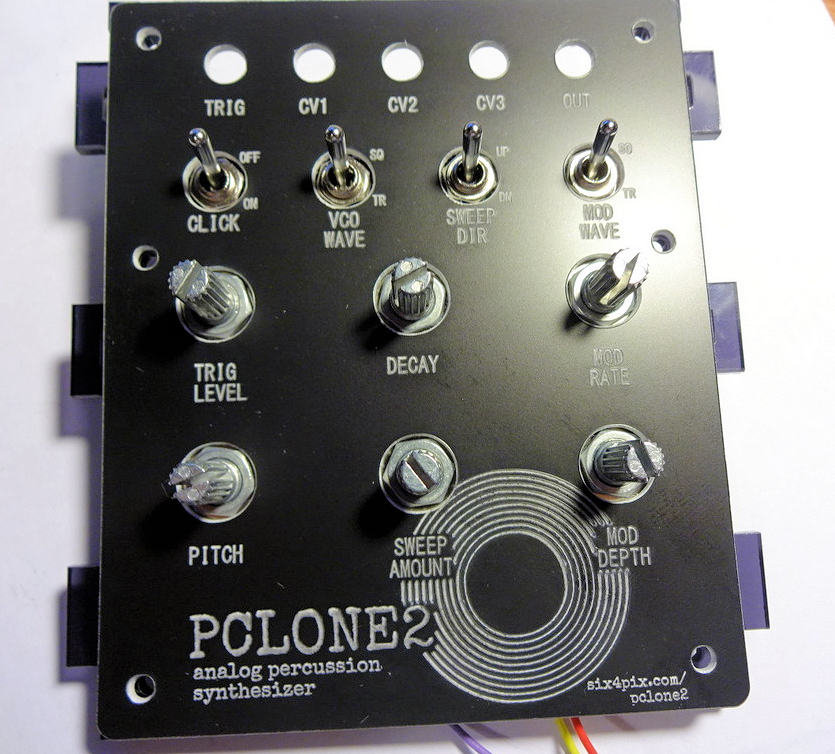 TRIG CV1 CV2 CV3 OUT
OFF SQ UP SQ
ON TR DN TR
CLICK VCO WAVE SWEEP DIR MOD WAVE
TRIG LEVEL DECAY MOD RATE
PITCH SWEEP AMOUNT MOD DEPTH
PCLONE2
analog percussion
synthesizer
six4pix.com/
pclone2